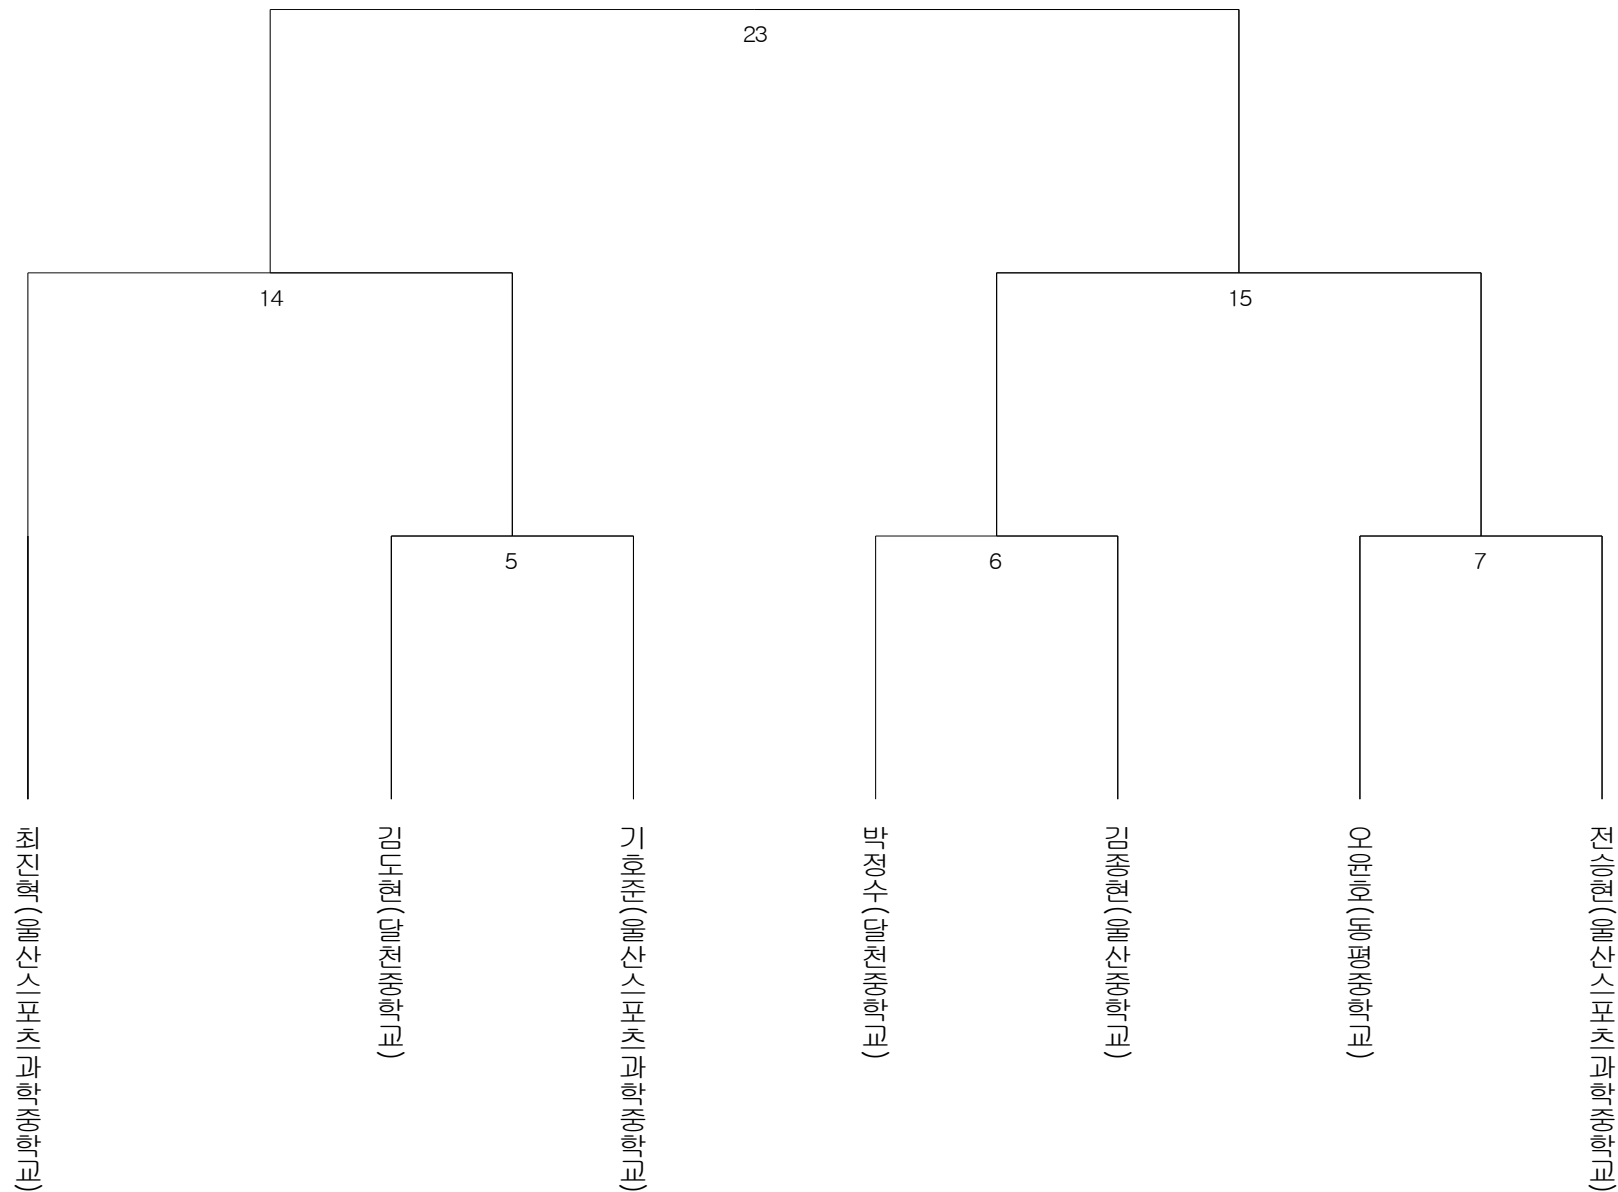 23
14
15
5
6
7
최진혁(울산스포츠과학중학교)
김도현(달천중학교)
기호준(울산스포츠과학중학교)
박정수(달천중학교)
김종현(울산중학교)
오윤호(동평중학교)
전승현(울산스포츠과학중학교)